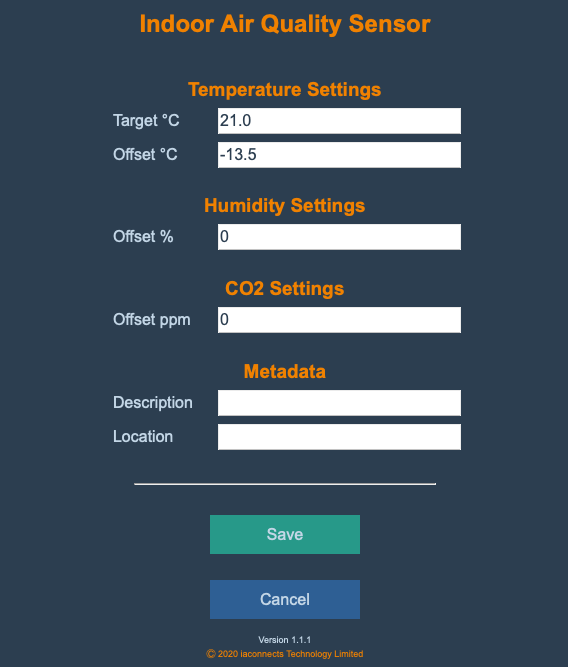 Indoor Air Quality Sensor
Temperature Settings
Target °C 21.0
Offset °C -13.5
Humidity Settings
Offset % 0
CO2 Settings
Offset ppm 0
Metadata
Description
Location
Save
Cancel
Version 1.1.1
© 2020 iaconnects Technology Limited